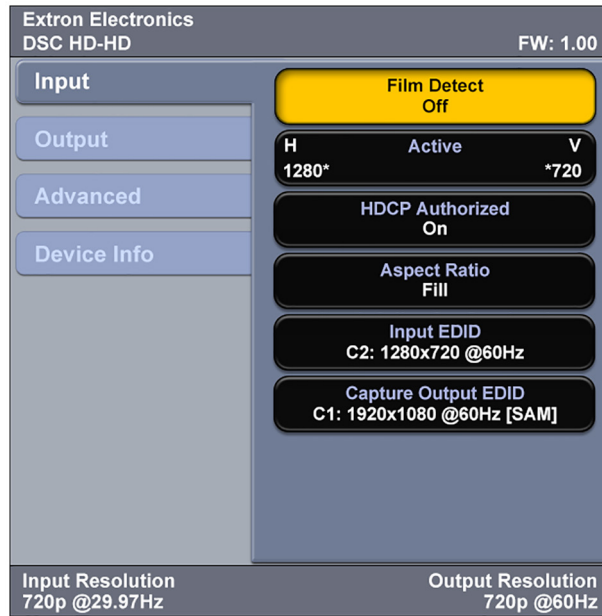 Extron Electronics
DSC HD-HD FW: 1.00
Input
Output
Advanced
Device Info
Film Detect
Off
H Active V
1280* *720
HDCP Authorized
On
Aspect Ratio
Fill
Input EDID
C2: 1280x720 @60Hz
Capture Output EDID
C1: 1920x1080 @60Hz [SAM]
Input Resolution Output Resolution
720p @29.97Hz 720p @60Hz